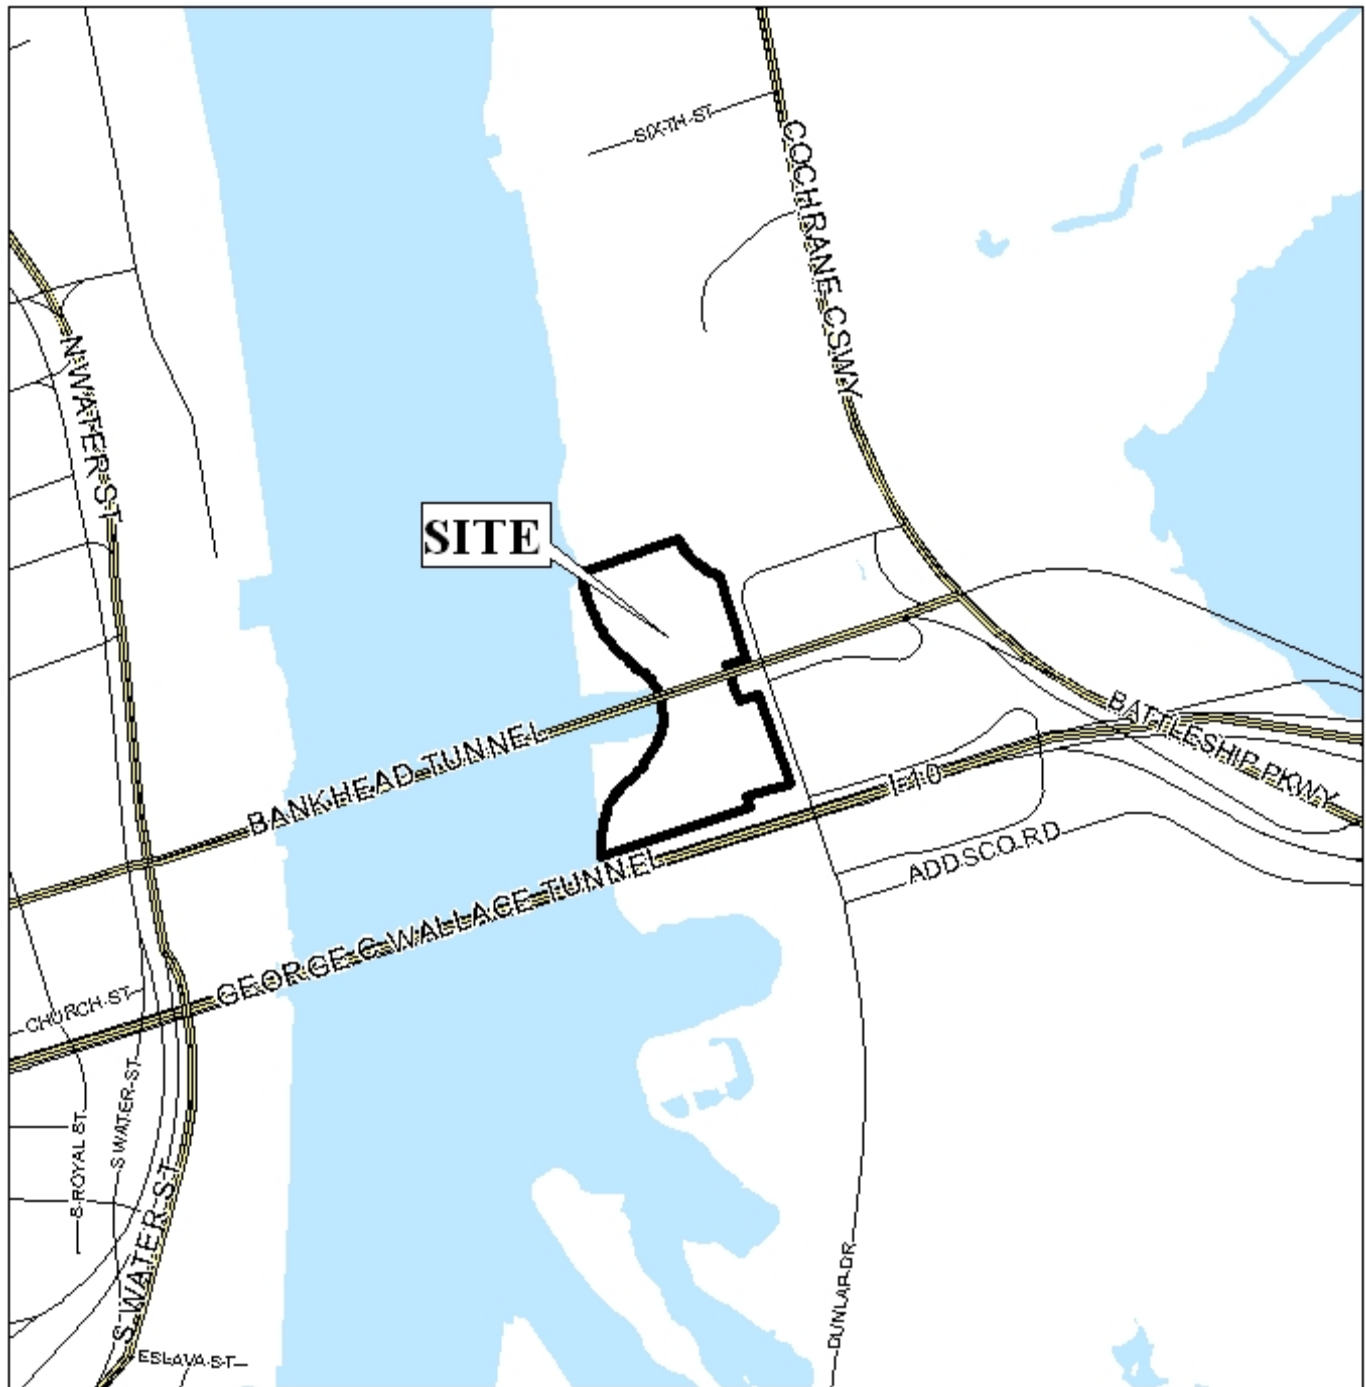 SIXTH ST
COCHRANE CSWY
N WATER ST
SITE
BATTLESHIP PKWY
BANKHEAD TUNNEL
I-10
ADDSCO RD
GEORGE C WALLACE TUNNEL
CHURCH ST
S WATER ST
S ROYAL ST
S WATER ST
DUNLAP DR
ESLAVA ST